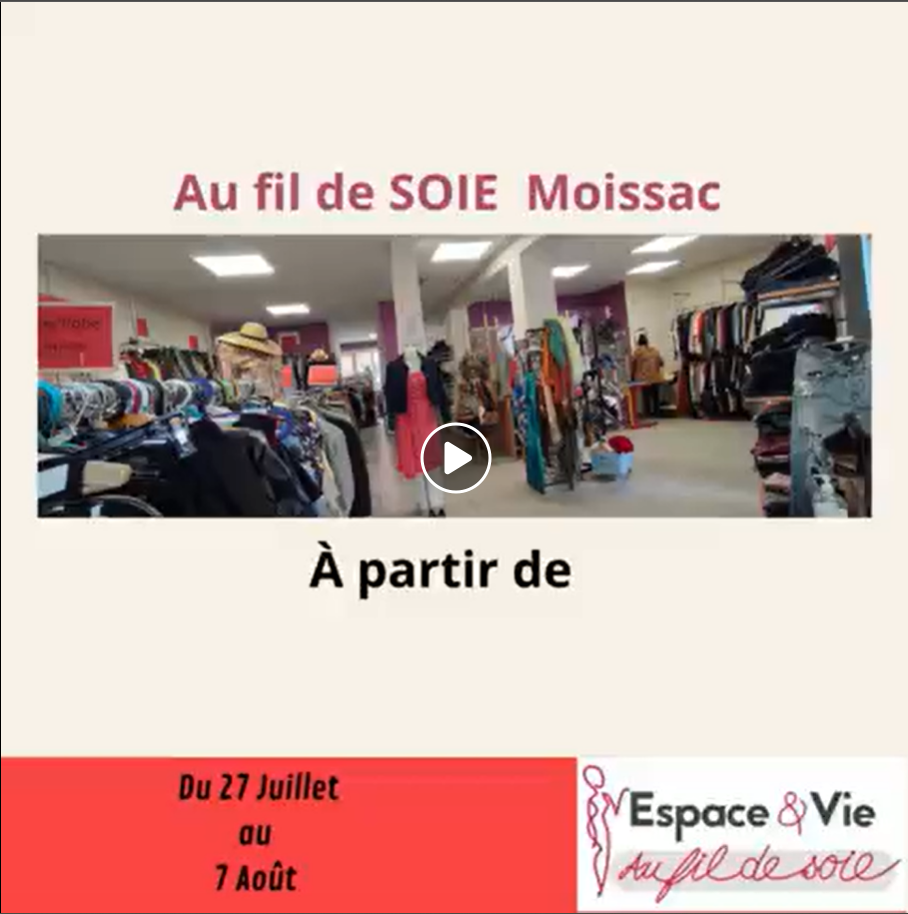 Au fil de SOIE Moissac
À partir de
Du 27 Juillet
au
7 Août
Espace & Vie
Au fil de soie